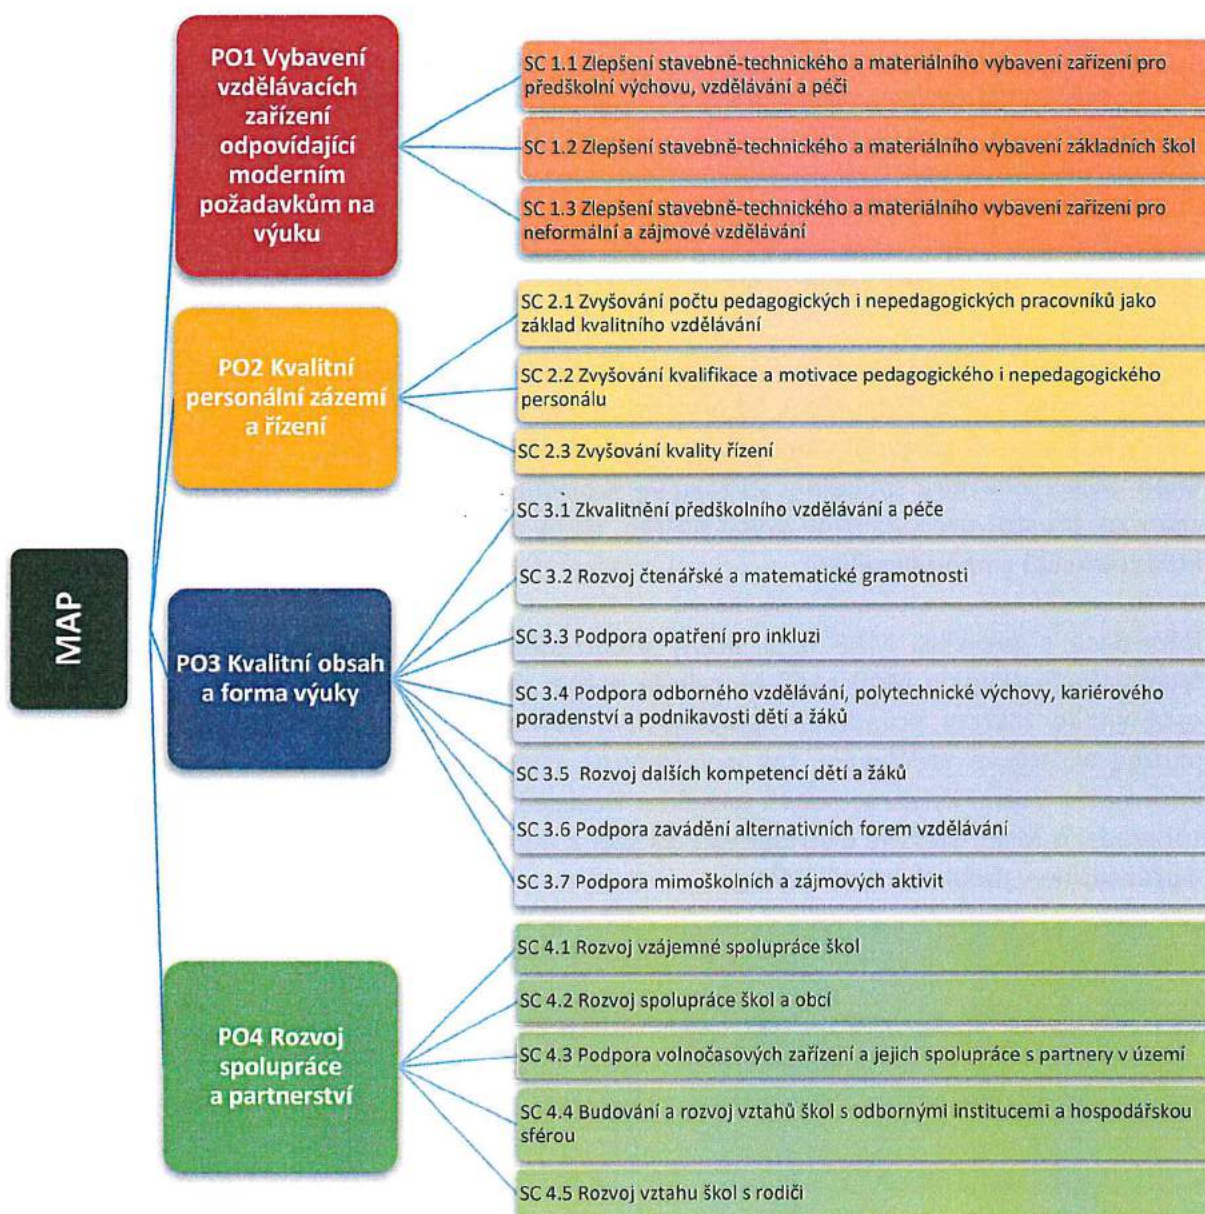 MAP
PO1 Vybavení
vzdělávacích
zařízení
odpovídající
moderním
požadavkům na
výuku
SC 1.1 Zlepšení stavebně-technického a materiálního vybavení zařízení pro
předškolní výchovu, vzdělávání a péči
SC 1.2 Zlepšení stavebně-technického a materiálního vybavení základních škol
SC 1.3 Zlepšení stavebně-technického a materiálního vybavení zařízení pro
neformální a zájmové vzdělávání
PO2 Kvalitní
personální zázemí
a řízení
SC 2.1 Zvyšování počtu pedagogických i nepedagogických pracovníků jako
základ kvalitního vzdělávání
SC 2.2 Zvyšování kvalifikace a motivace pedagogického i nepedagogického
personálu
SC 2.3 Zvyšování kvality řízení
PO3 Kvalitní obsah
a forma výuky
SC 3.1 Zkvalitnění předškolního vzdělávání a péče
SC 3.2 Rozvoj čtenářské a matematické gramotnosti
SC 3.3 Podpora opatření pro inkluzi
SC 3.4 Podpora odborného vzdělávání, polytechnické výchovy, kariérového
poradenství a podnikavosti dětí a žáků
SC 3.5 Rozvoj dalších kompetencí dětí a žáků
SC 3.6 Podpora zavádění alternativních forem vzdělávání
SC 3.7 Podpora mimoškolních a zájmových aktivit
PO4 Rozvoj
spolupráce
a partnerství
SC 4.1 Rozvoj vzájemné spolupráce škol
SC 4.2 Rozvoj spolupráce škol a obcí
SC 4.3 Podpora volnočasových zařízení a jejich spolupráce s partnery v území
SC 4.4 Budování a rozvoj vztahů škol s odbornými institucemi a hospodářskou
sférou
SC 4.5 Rozvoj vztahu škol s rodiči